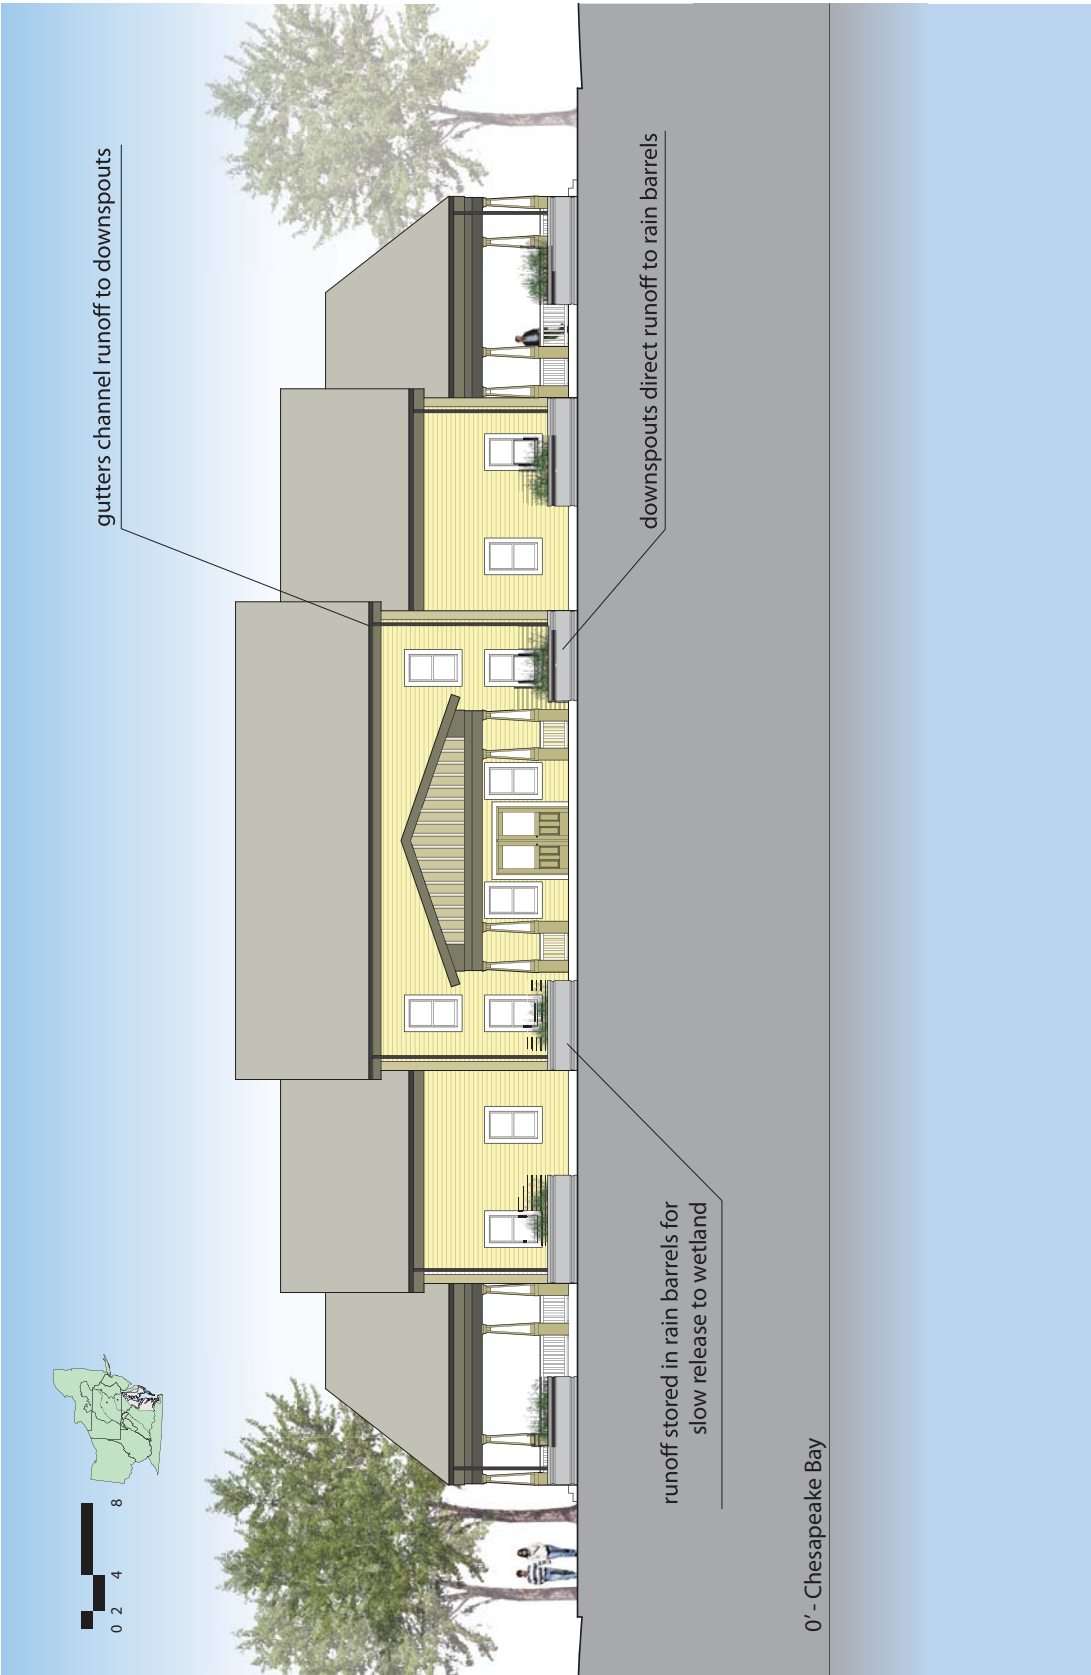 gutters channel runoff to downspouts
0 2 4 8
downspouts direct runoff to rain barrels
runoff stored in rain barrels for
slow release to wetland
0’ - Chesapeake Bay